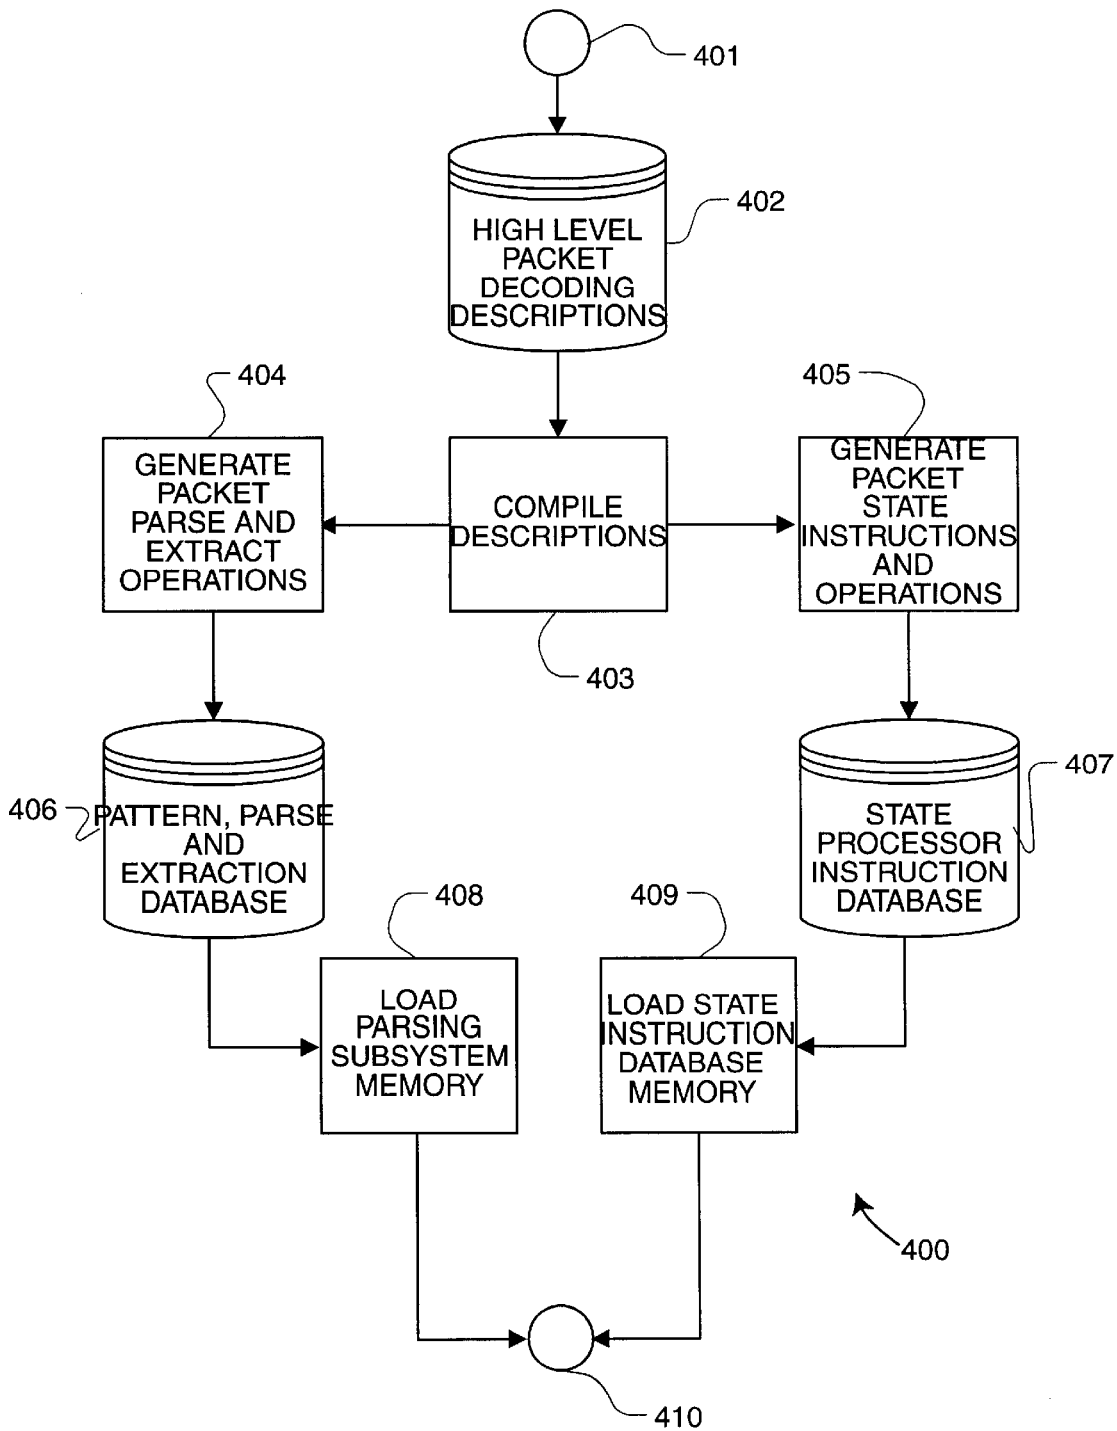 401
402
HIGH LEVEL
PACKET
DECODING
DESCRIPTIONS
404
405
GENERATE
PACKET
PARSE AND
EXTRACT
OPERATIONS
COMPILE
DESCRIPTIONS
GENERATE
PACKET
STATE
INSTRUCTIONS
AND
OPERATIONS
403
406
PATTERN, PARSE
AND
EXTRACTION
DATABASE
STATE
PROCESSOR
INSTRUCTION
DATABASE
407
408
409
LOAD
PARSING
SUBSYSTEM
MEMORY
LOAD STATE
INSTRUCTION
DATABASE
MEMORY
400
410